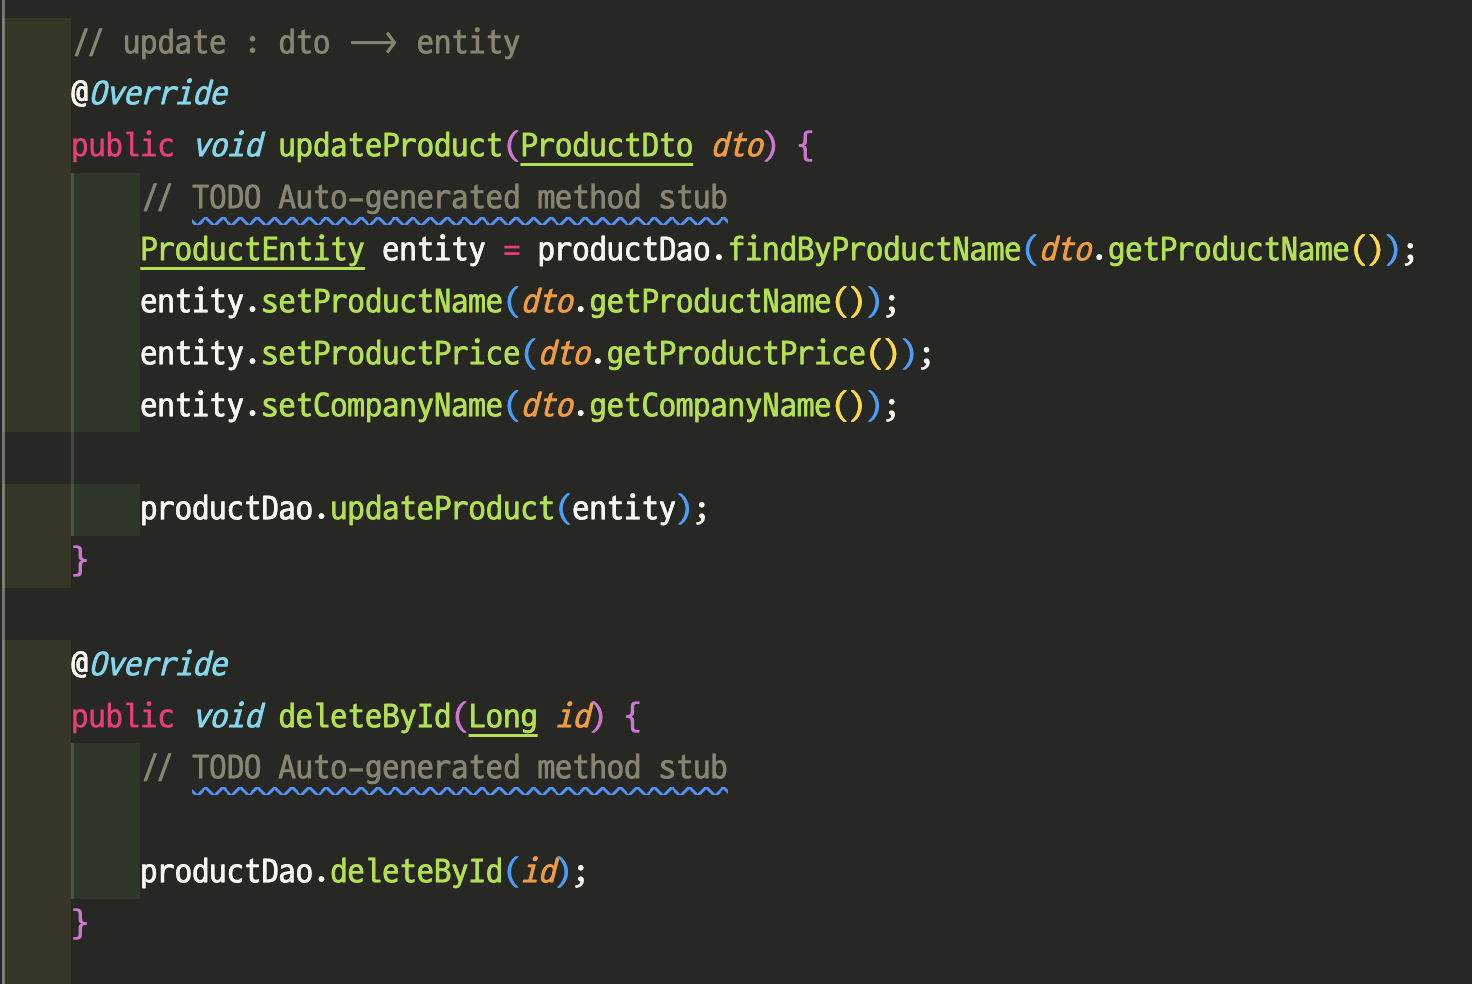 // update : dto --> entity
@Override
public void updateProduct(ProductDto dto) {
// TODO Auto-generated method stub
ProductEntity entity = productDao.findByProductName(dto.getProductName());
entity.setProductName(dto.getProductName());
entity.setProductPrice(dto.getProductPrice());
entity.setCompanyName(dto.getCompanyName());
productDao.updateProduct(entity);
}
@Override
public void deleteById(Long id) {
// TODO Auto-generated method stub
productDao.deleteById(id);
}